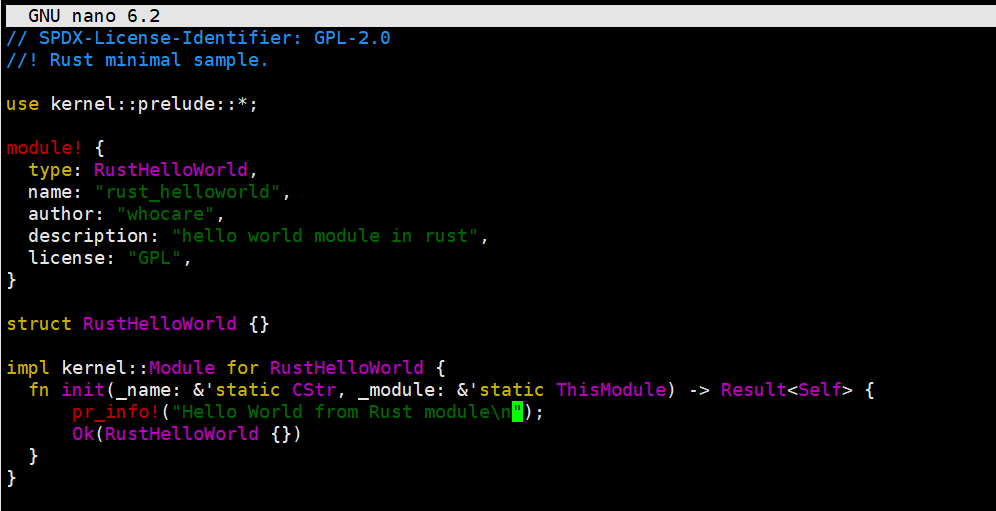 GNU nano 6.2
// SPDX-License-Identifier: GPL-2.0
//! Rust minimal sample.
use kernel::prelude::*;
module! {
type: RustHelloWorld,
name: "rust_helloworld",
author: "whocare",
description: "hello world module in rust",
license: "GPL",
}
struct RustHelloWorld {}
impl kernel::Module for RustHelloWorld {
fn init(_name: &'static CStr, _module: &'static ThisModule) -> Result<Self> {
pr_info!("Hello World from Rust module\n");
Ok(RustHelloWorld {})
}
}